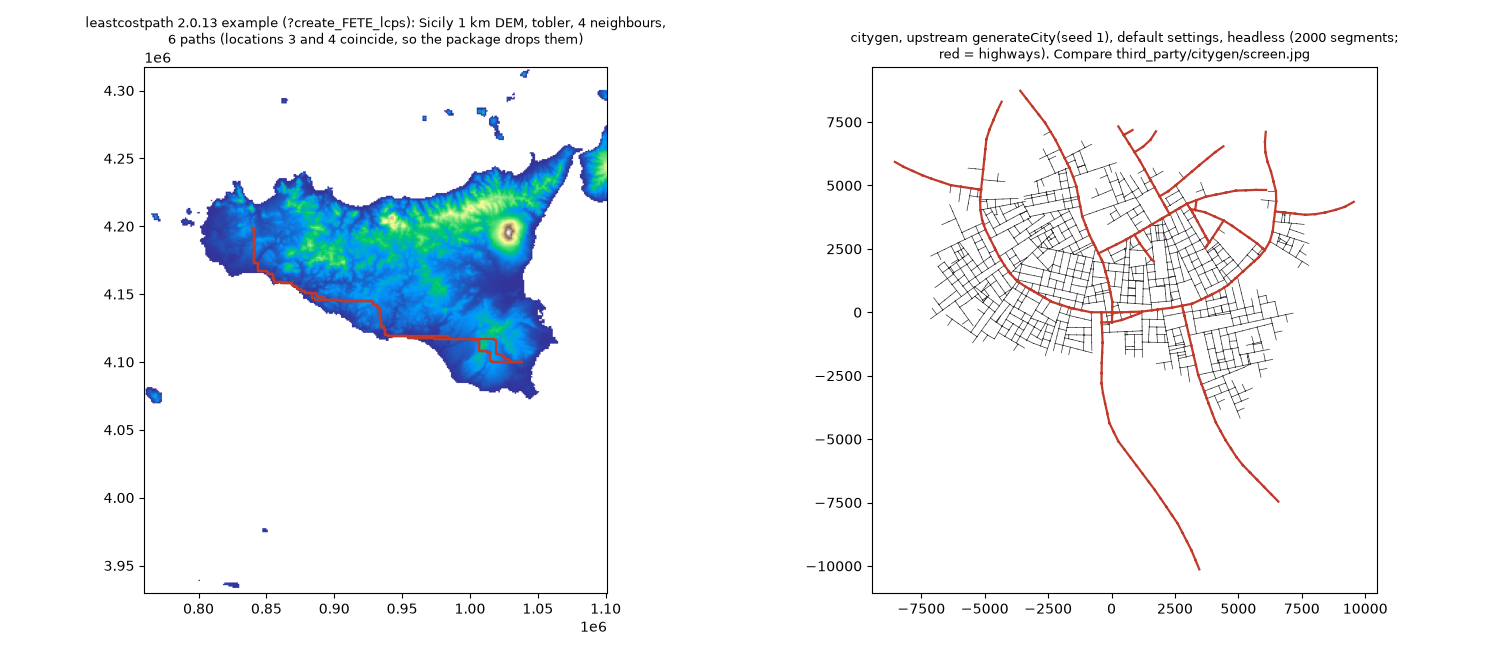 leastcostpath 2.0.13 example (?create_FETE_lcps): Sicily 1 km DEM, tobler, 4 neighbours,
6 paths (locations 3 and 4 coincide, so the package drops them)
1e6
4.30
4.25
4.20
4.15
4.10
4.05
4.00
3.95
0.80 0.85 0.90 0.95 1.00 1.05 1.10
1e6
citygen, upstream generateCity(seed 1), default settings, headless (2000 segments;
red = highways). Compare third_party/citygen/screen.jpg
7500
5000
2500
0
−2500
−5000
−7500
−10000
−7500 −5000 −2500 0 2500 5000 7500 10000